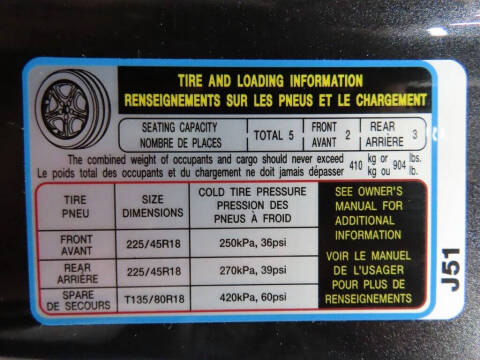 TIRE AND LOADING INFORMATION
RENSEIGNEMENTS SUR LES PNEUS ET LE CHARGEMENT
SEATING CAPACITY
NOMBRE DE PLACES
TOTAL 5
FRONT
AVANT 2
REAR
ARRIÈRE 3
The combined weight of occupants and cargo should never exceed 410 kg or 904 lbs.
Le poids total des occupants et du chargement ne doit jamais dépasser kg ou lb.
TIRE
PNEU
SIZE
DIMENSIONS
COLD TIRE PRESSURE
PRESSION DES
PNEUS À FROID
SEE OWNER'S
MANUAL FOR
ADDITIONAL
INFORMATION
FRONT
AVANT
225/45R18
250kPa, 36psi
REAR
ARRIÈRE
225/45R18
270kPa, 39psi
VOIR LE MANUEL
DE L'USAGER
POUR PLUS DE
RENSEIGNEMENTS
SPARE
DE SECOURS
T135/80R18
420kPa, 60psi
J51